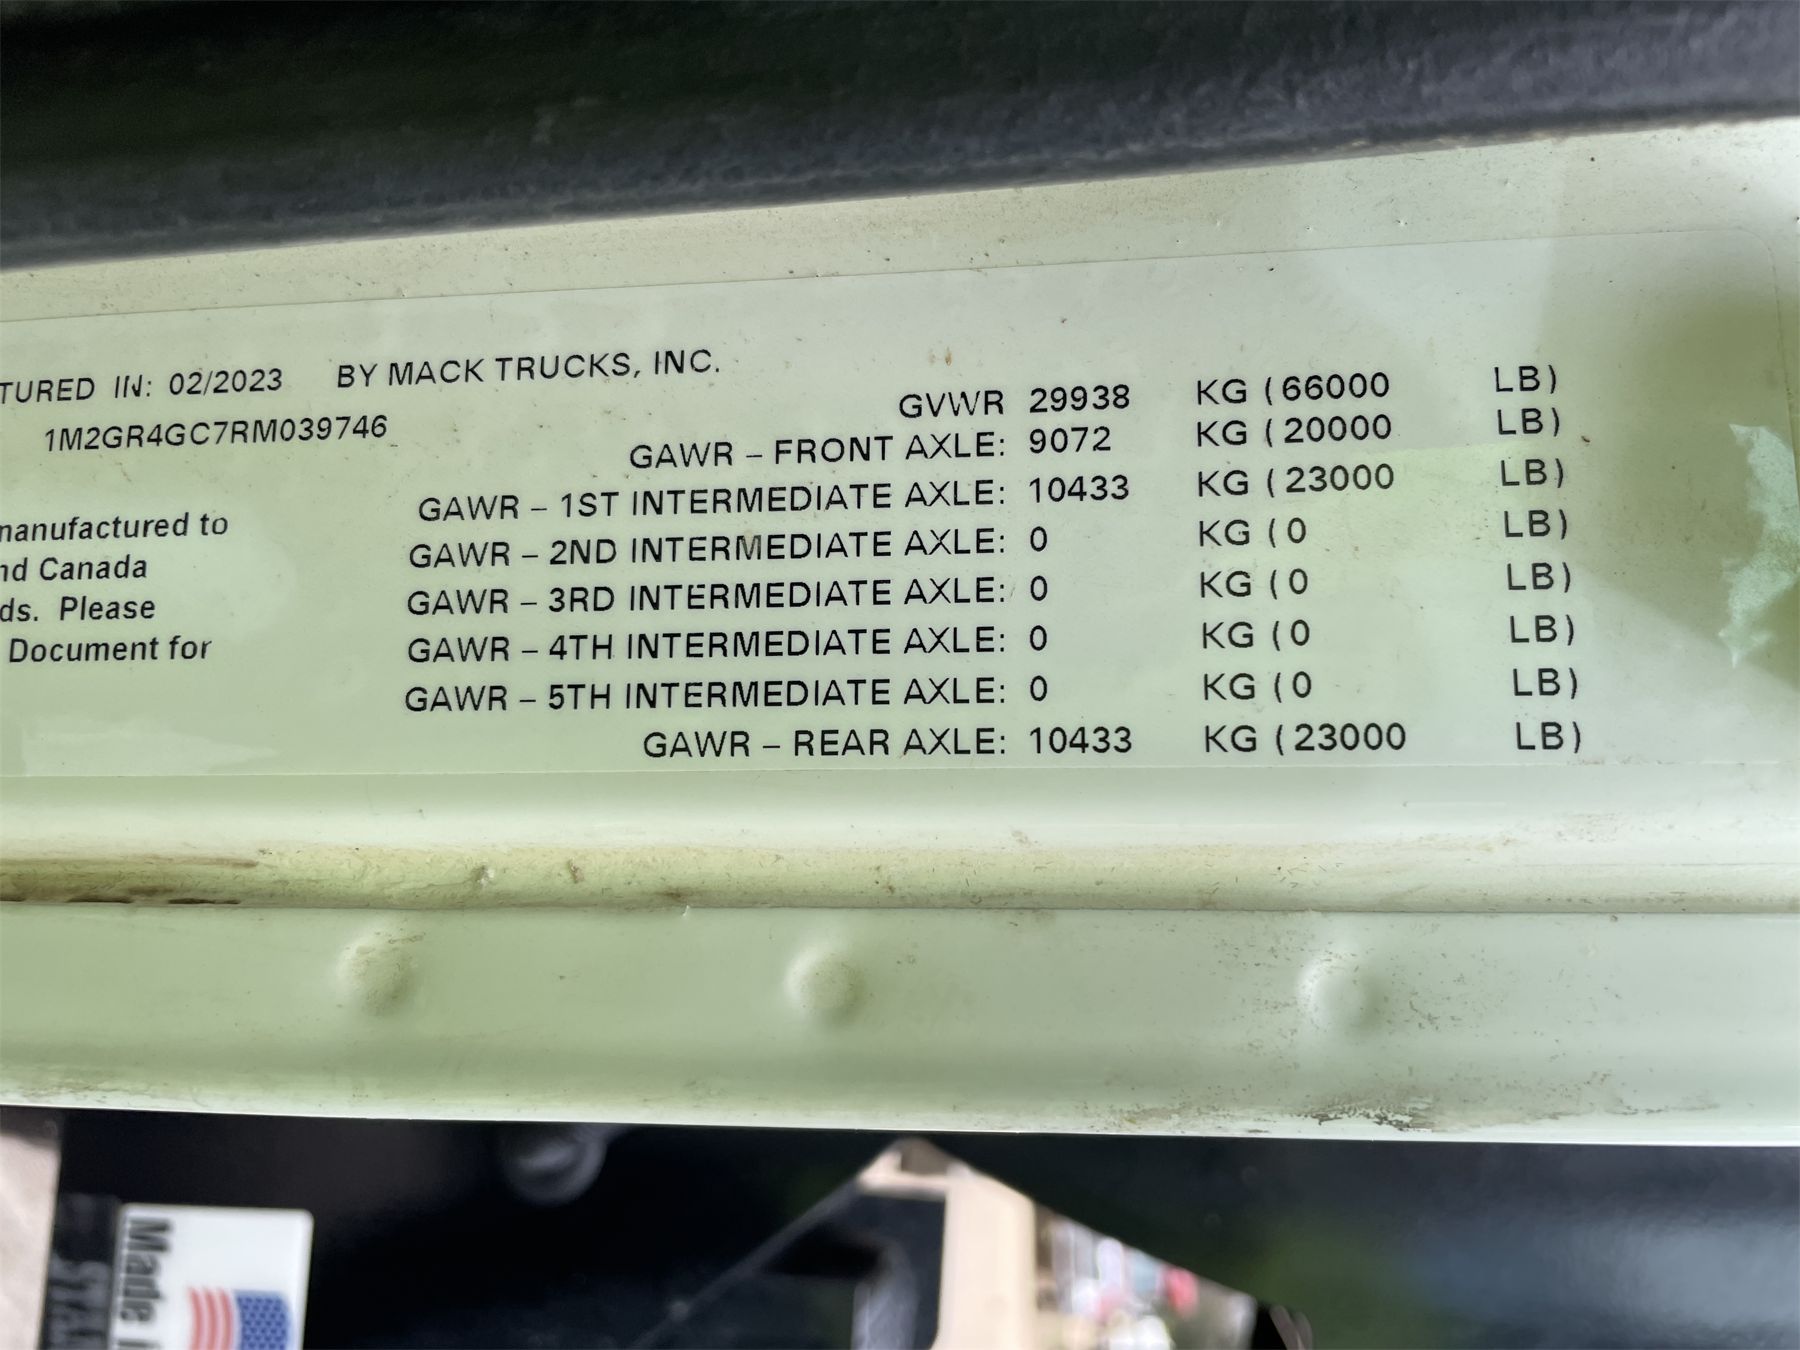 TURED IN: 02/2023 BY MACK TRUCKS, INC.
1M2GR4GC7RM039746
manufactured to
nd Canada
ds. Please
Document for
GVWR 29938 KG (66000 LB)
GAWR – FRONT AXLE: 9072 KG (20000 LB)
GAWR – 1ST INTERMEDIATE AXLE: 10433 KG (23000 LB)
GAWR – 2ND INTERMEDIATE AXLE: 0 KG (0 LB)
GAWR – 3RD INTERMEDIATE AXLE: 0 KG (0 LB)
GAWR – 4TH INTERMEDIATE AXLE: 0 KG (0 LB)
GAWR – 5TH INTERMEDIATE AXLE: 0 KG (0 LB)
GAWR – REAR AXLE: 10433 KG (23000 LB)
Made